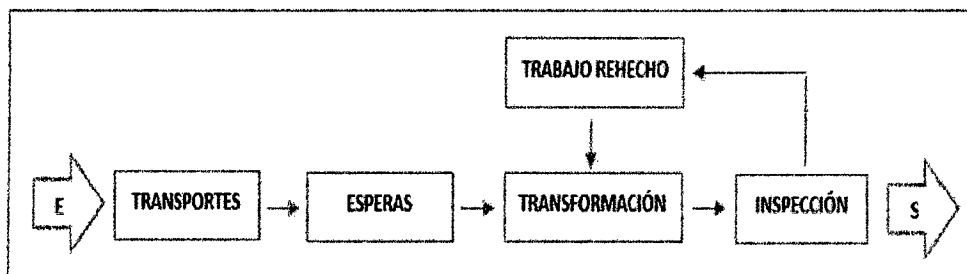 TRABAJO REHECHO
E
TRANSPORTES
ESPERAS
TRANSFORMACIÓN
INSPECCIÓN
S